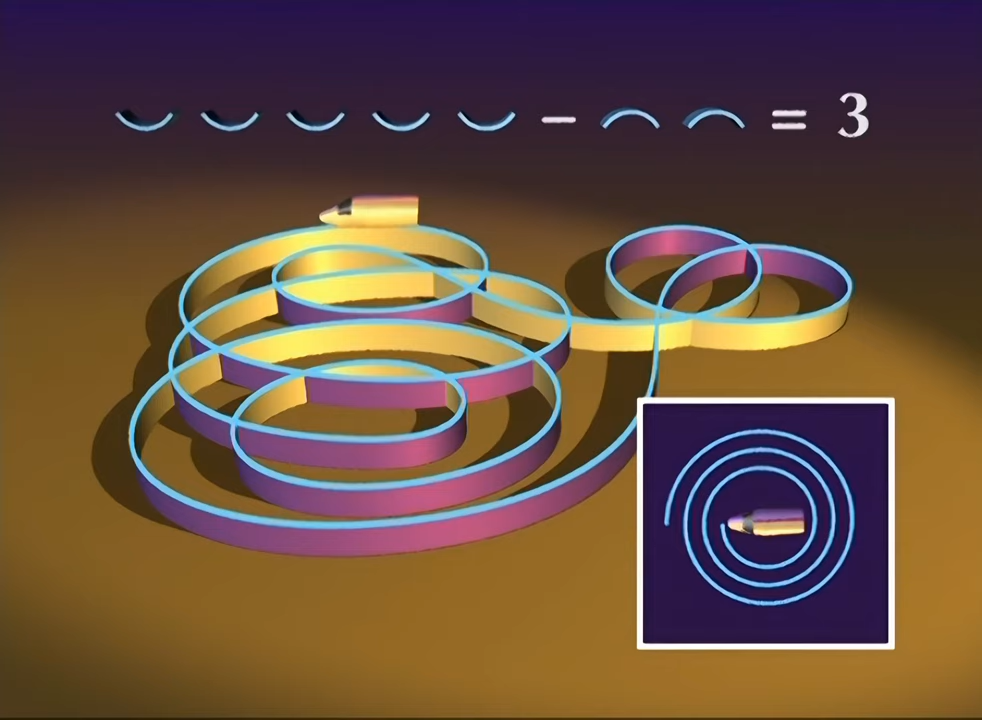 − = 3